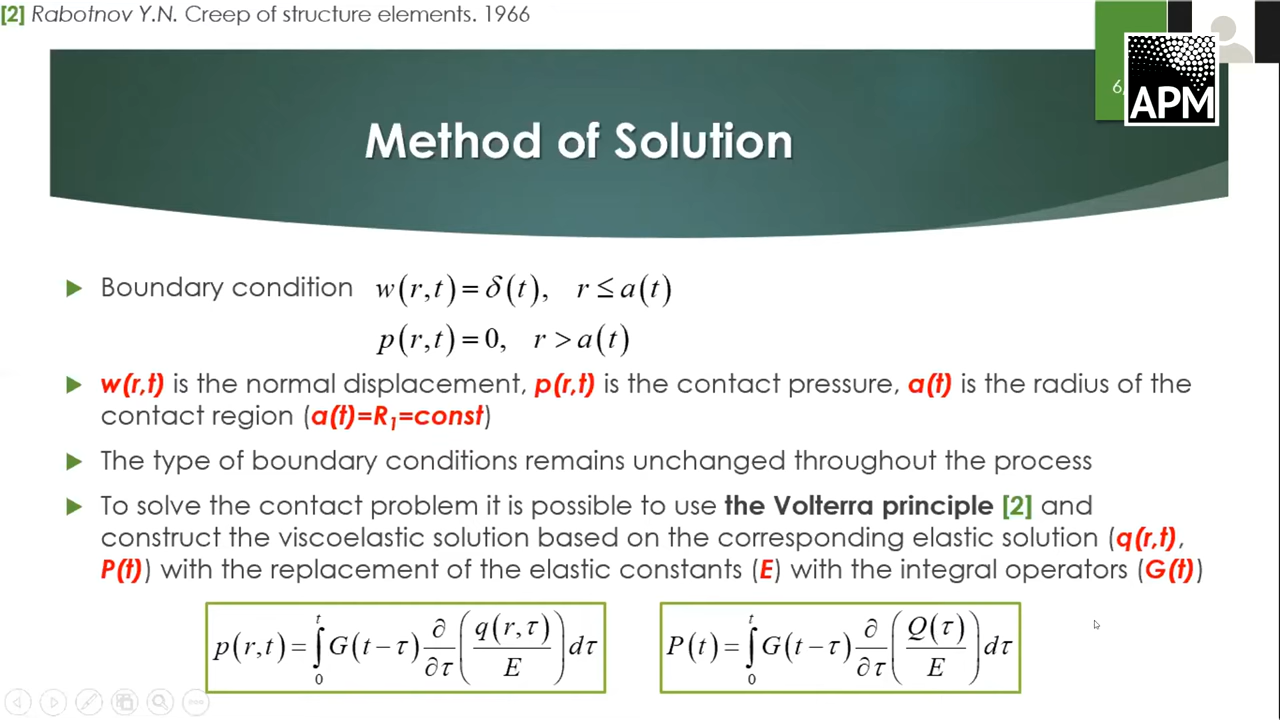 [2] Rabotnov Y.N. Creep of structure elements. 1966
6
APM
Method of Solution
Boundary condition w(r,t) = δ(t), r ≤ a(t)
p(r,t) = 0, r > a(t)
w(r,t) is the normal displacement, p(r,t) is the contact pressure, a(t) is the radius of the
contact region (a(t)=R₁=const)
The type of boundary conditions remains unchanged throughout the process
To solve the contact problem it is possible to use the Volterra principle [2] and
construct the viscoelastic solution based on the corresponding elastic solution (q(r,t),
P(t)) with the replacement of the elastic constants (E) with the integral operators (G(t))
p(r,t) = ∫₀ᵗ G(t−τ) ∂/∂τ (q(r,τ)/E) dτ
P(t) = ∫₀ᵗ G(t−τ) ∂/∂τ (Q(τ)/E) dτ